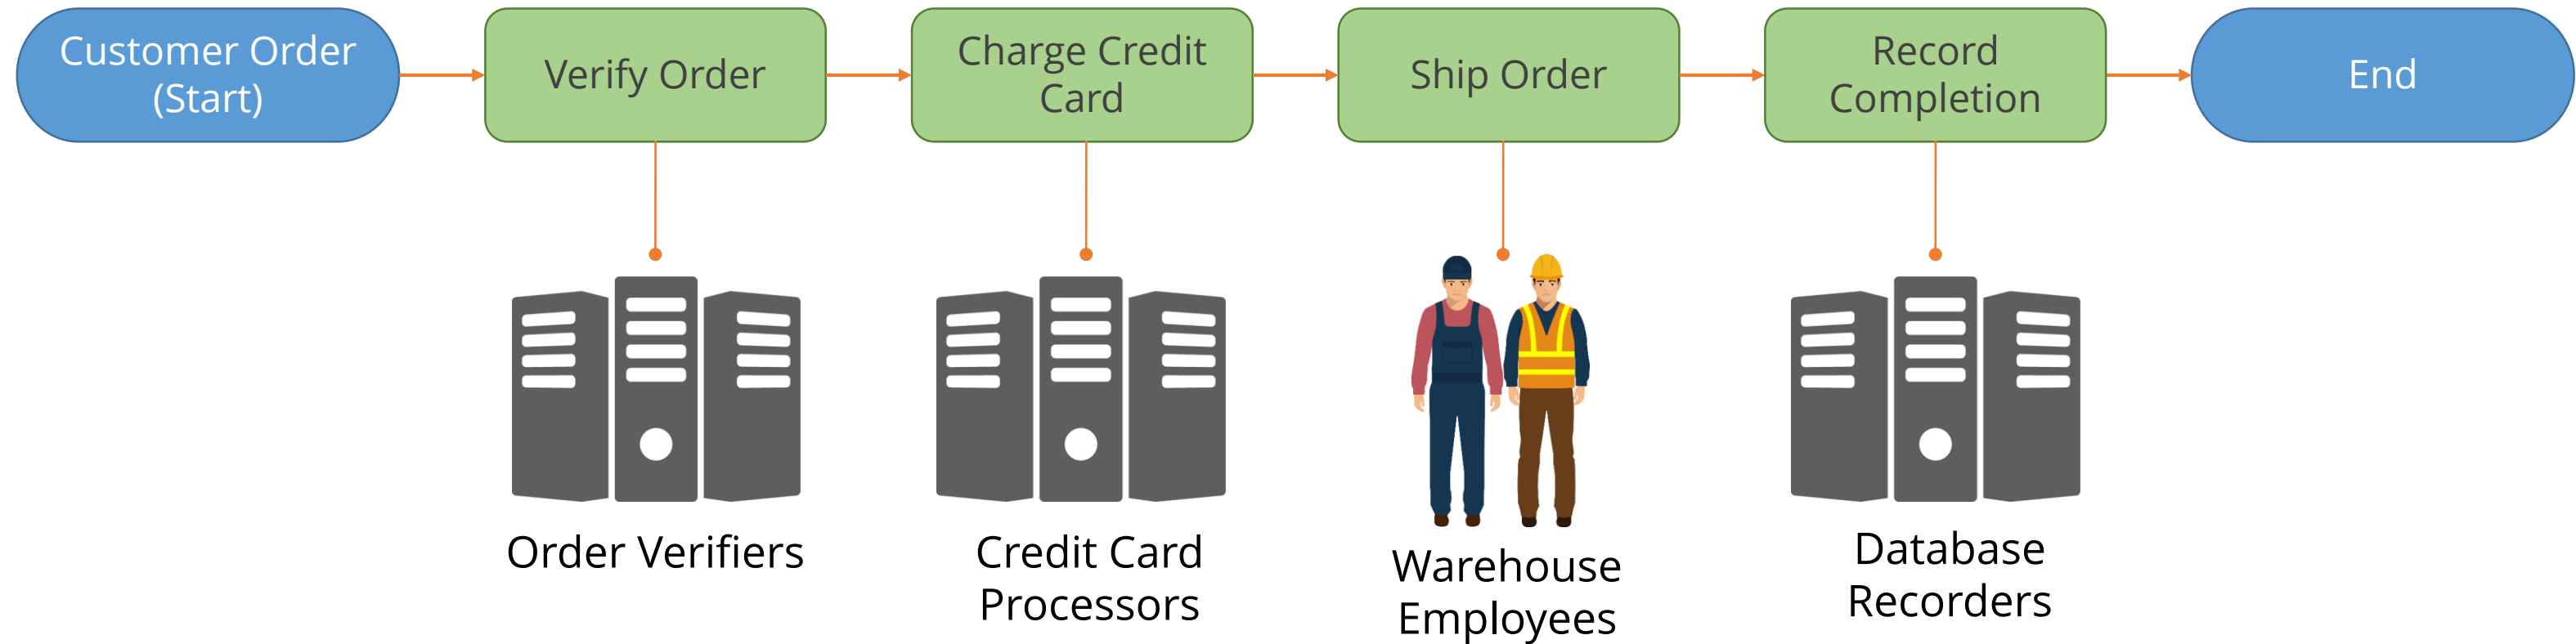 Customer Order
(Start)
Verify Order
Charge Credit
Card
Ship Order
Record
Completion
End
Order Verifiers
Credit Card
Processors
Warehouse
Employees
Database
Recorders